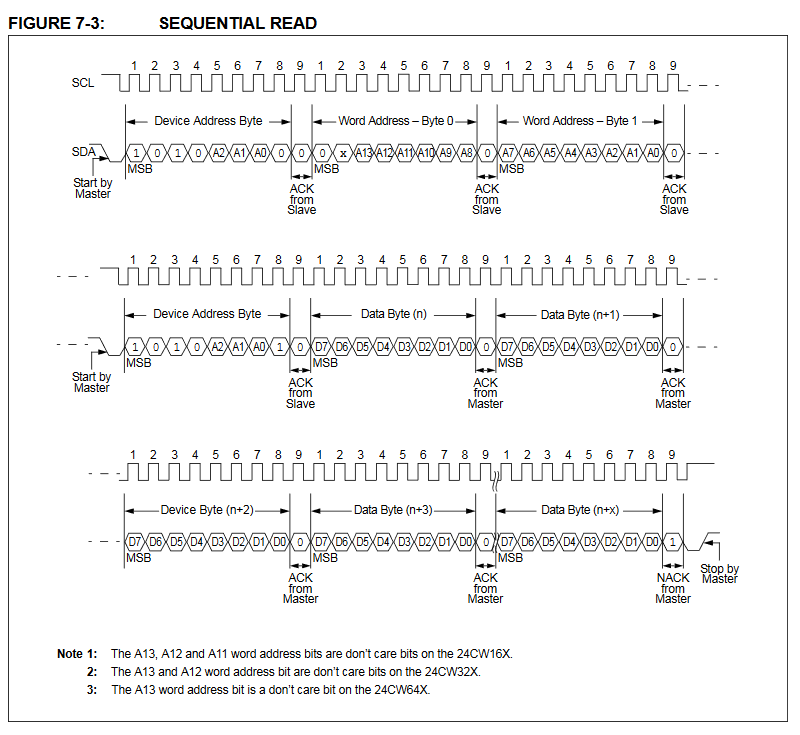 FIGURE 7-3: SEQUENTIAL READ
1 2 3 4 5 6 7 8 9 1 2 3 4 5 6 7 8 9 1 2 3 4 5 6 7 8 9
SCL
Device Address Byte Word Address – Byte 0 Word Address – Byte 1
SDA 1 0 1 0 A2 A1 A0 0 0 0 x A13 A12 A11 A10 A9 A8 0 A7 A6 A5 A4 A3 A2 A1 A0 0
MSB MSB MSB
Start by
Master
ACK
from
Slave
ACK
from
Slave
ACK
from
Slave
1 2 3 4 5 6 7 8 9 1 2 3 4 5 6 7 8 9 1 2 3 4 5 6 7 8 9
Device Address Byte Data Byte (n) Data Byte (n+1)
1 0 1 0 A2 A1 A0 1 0 D7 D6 D5 D4 D3 D2 D1 D0 0 D7 D6 D5 D4 D3 D2 D1 D0 0
MSB MSB MSB
Start by
Master
ACK
from
Slave
ACK
from
Master
ACK
from
Master
1 2 3 4 5 6 7 8 9 1 2 3 4 5 6 7 8 9 1 2 3 4 5 6 7 8 9
Device Byte (n+2) Data Byte (n+3) Data Byte (n+x)
D7 D6 D5 D4 D3 D2 D1 D0 0 D7 D6 D5 D4 D3 D2 D1 D0 0 D7 D6 D5 D4 D3 D2 D1 D0 1
MSB MSB MSB
ACK
from
Master
ACK
from
Master
NACK
from
Master
Stop by
Master
Note 1: The A13, A12 and A11 word address bits are don't care bits on the 24CW16X.
2: The A13 and A12 word address bit are don't care bits on the 24CW32X.
3: The A13 word address bit is a don't care bit on the 24CW64X.